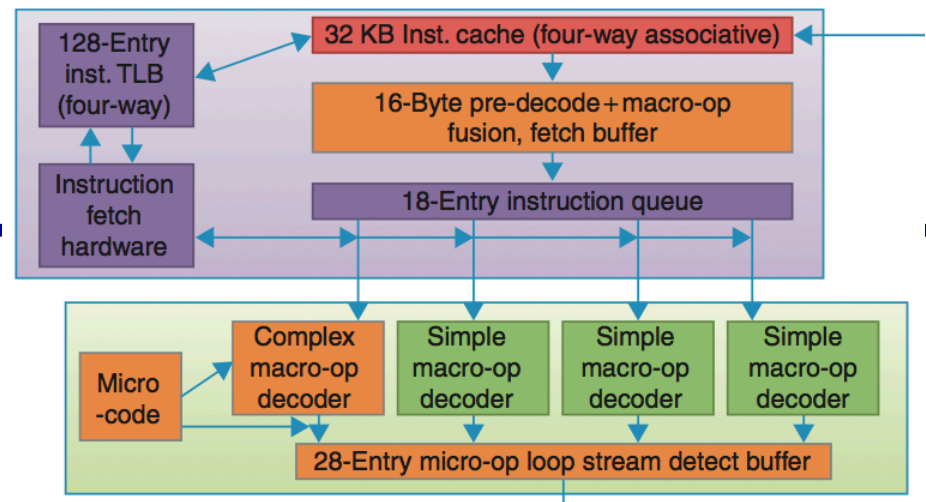 128-Entry
inst. TLB
(four-way)
32 KB Inst. cache (four-way associative)
16-Byte pre-decode+macro-op
fusion, fetch buffer
Instruction
fetch
hardware
18-Entry instruction queue
Micro
-code
Complex
macro-op
decoder
Simple
macro-op
decoder
Simple
macro-op
decoder
Simple
macro-op
decoder
28-Entry micro-op loop stream detect buffer